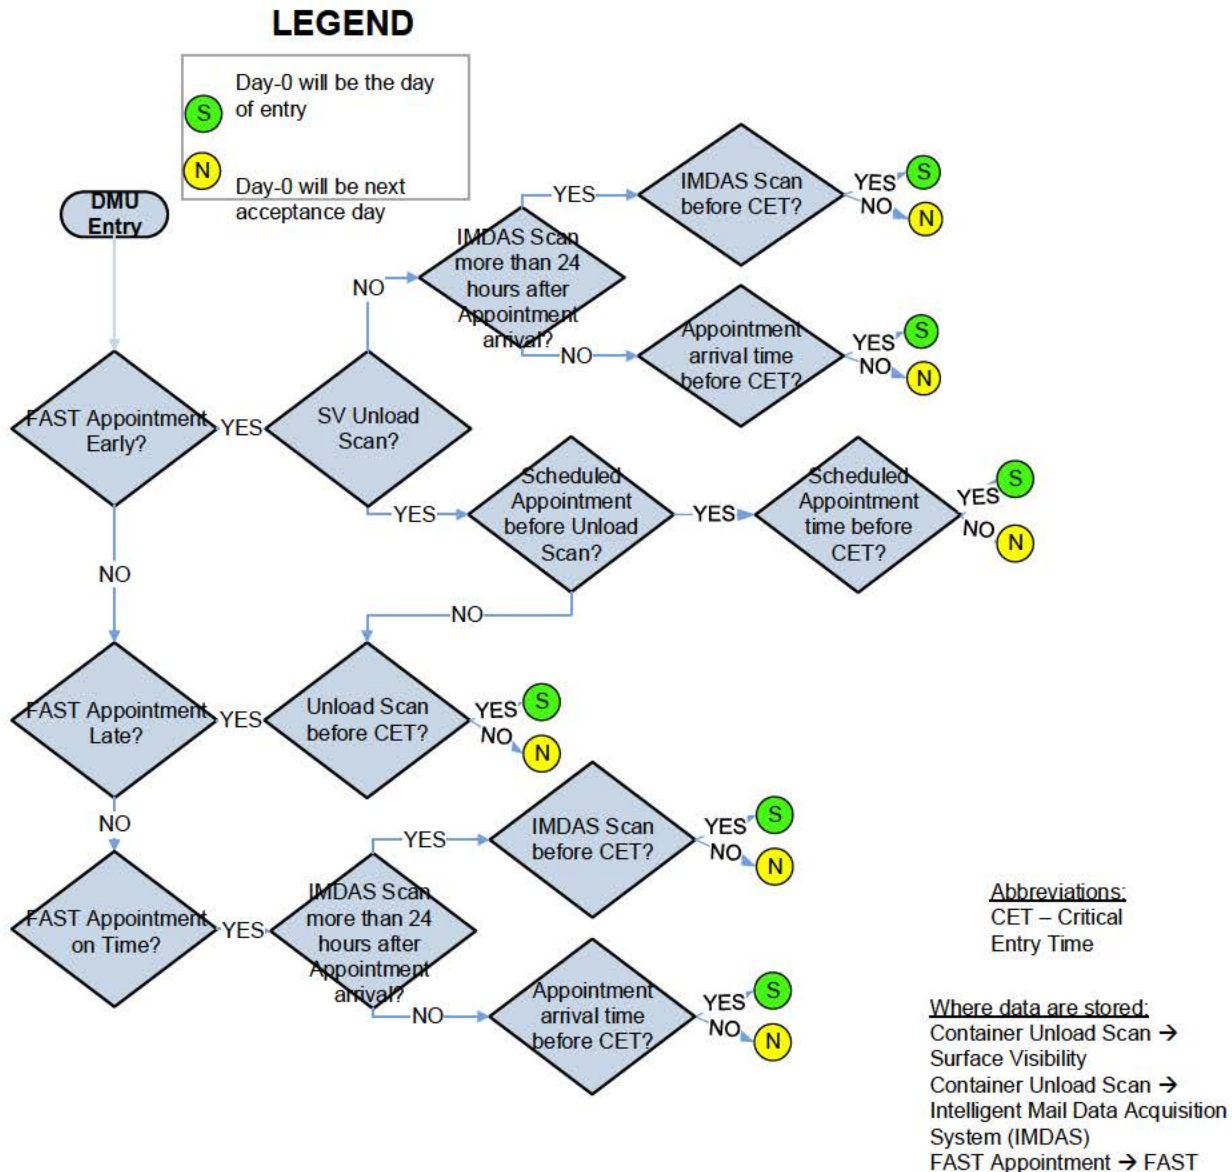 LEGEND
Day-0 will be the day
of entry
S
N
Day-0 will be next
acceptance day
DMU
Entry
FAST Appointment
Early?
YES
SV Unload
Scan?
NO
IMDAS Scan
more than 24
hours after
Appointment
arrival?
YES
IMDAS Scan
before CET?
YES
S
NO
N
NO
Appointment
arrival time
before CET?
YES
S
NO
N
YES
Scheduled
Appointment
before Unload
Scan?
YES
Scheduled
Appointment
time before
CET?
YES
S
NO
N
NO
NO
FAST Appointment
Late?
YES
Unload Scan
before CET?
YES
S
NO
N
NO
FAST Appointment
on Time?
YES
IMDAS Scan
more than 24
hours after
Appointment
arrival?
YES
IMDAS Scan
before CET?
YES
S
NO
N
NO
Appointment
arrival time
before CET?
YES
S
NO
N
Abbreviations:
CET – Critical
Entry Time
Where data are stored:
Container Unload Scan →
Surface Visibility
Container Unload Scan →
Intelligent Mail Data Acquisition
System (IMDAS)
FAST Appointment → FAST